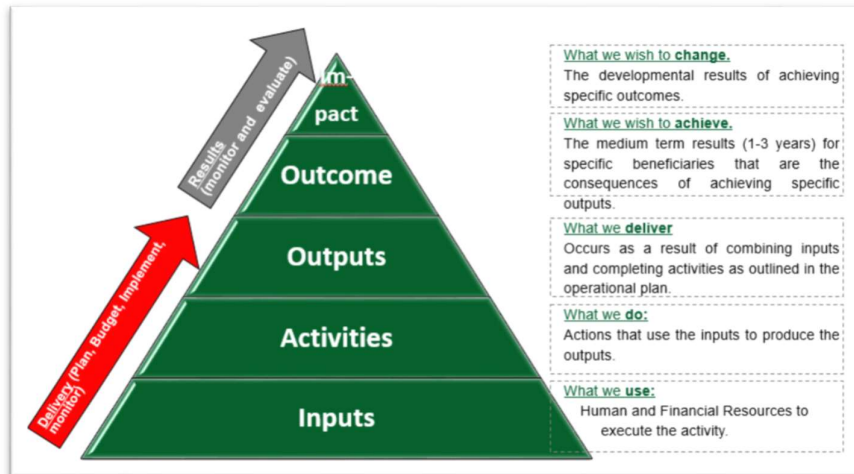 Results
(monitor and evaluate)
Delivery (Plan, Budget, Implement,
monitor)
Im-
pact
Outcome
Outputs
Activities
Inputs
What we wish to change.
The developmental results of achieving
specific outcomes.
What we wish to achieve.
The medium term results (1-3 years) for
specific beneficiaries that are the
consequences of achieving specific
outputs.
What we deliver
Occurs as a result of combining inputs
and completing activities as outlined in the
operational plan.
What we do:
Actions that use the inputs to produce the
outputs.
What we use:
Human and Financial Resources to
execute the activity.